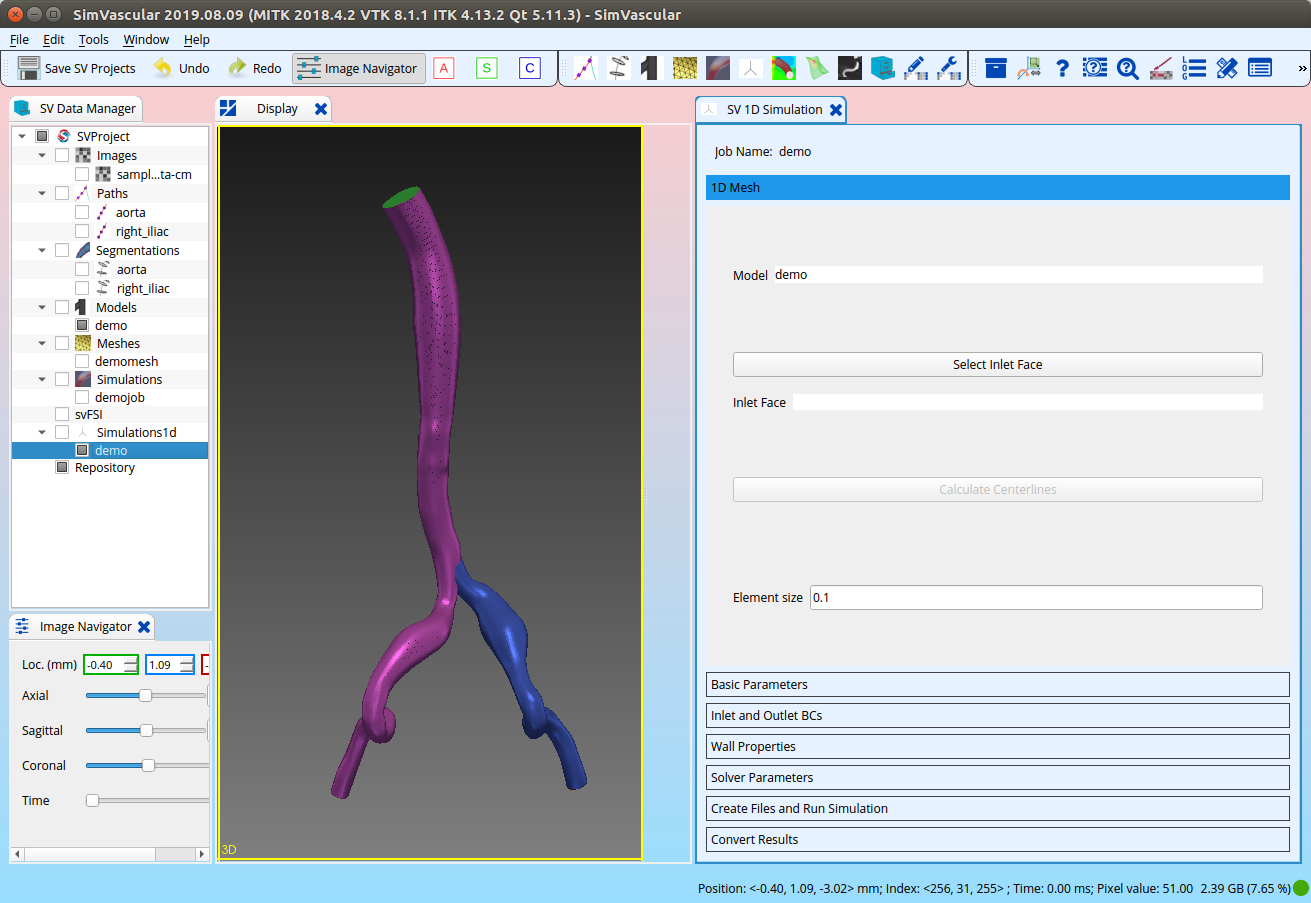 SimVascular 2019.08.09 (MITK 2018.4.2 VTK 8.1.1 ITK 4.13.2 Qt 5.11.3) - SimVascular
File Edit Tools Window Help
Save SV Projects Undo Redo Image Navigator A S C
LOG
»
SV Data Manager
SVProject
Images
sampl...ta-cm
Paths
aorta
right_iliac
Segmentations
aorta
right_iliac
Models
demo
Meshes
demomesh
Simulations
demojob
svFSI
Simulations1d
demo
Repository
Image Navigator
Loc. (mm) -0.40 1.09 -
Axial
Sagittal
Coronal
Time
Display
3D
SV 1D Simulation
Job Name: demo
1D Mesh
Model demo
Select Inlet Face
Inlet Face
Calculate Centerlines
Element size 0.1
Basic Parameters
Inlet and Outlet BCs
Wall Properties
Solver Parameters
Create Files and Run Simulation
Convert Results
Position: <-0.40, 1.09, -3.02> mm; Index: <256, 31, 255> ; Time: 0.00 ms; Pixel value: 51.00 2.39 GB (7.65 %)